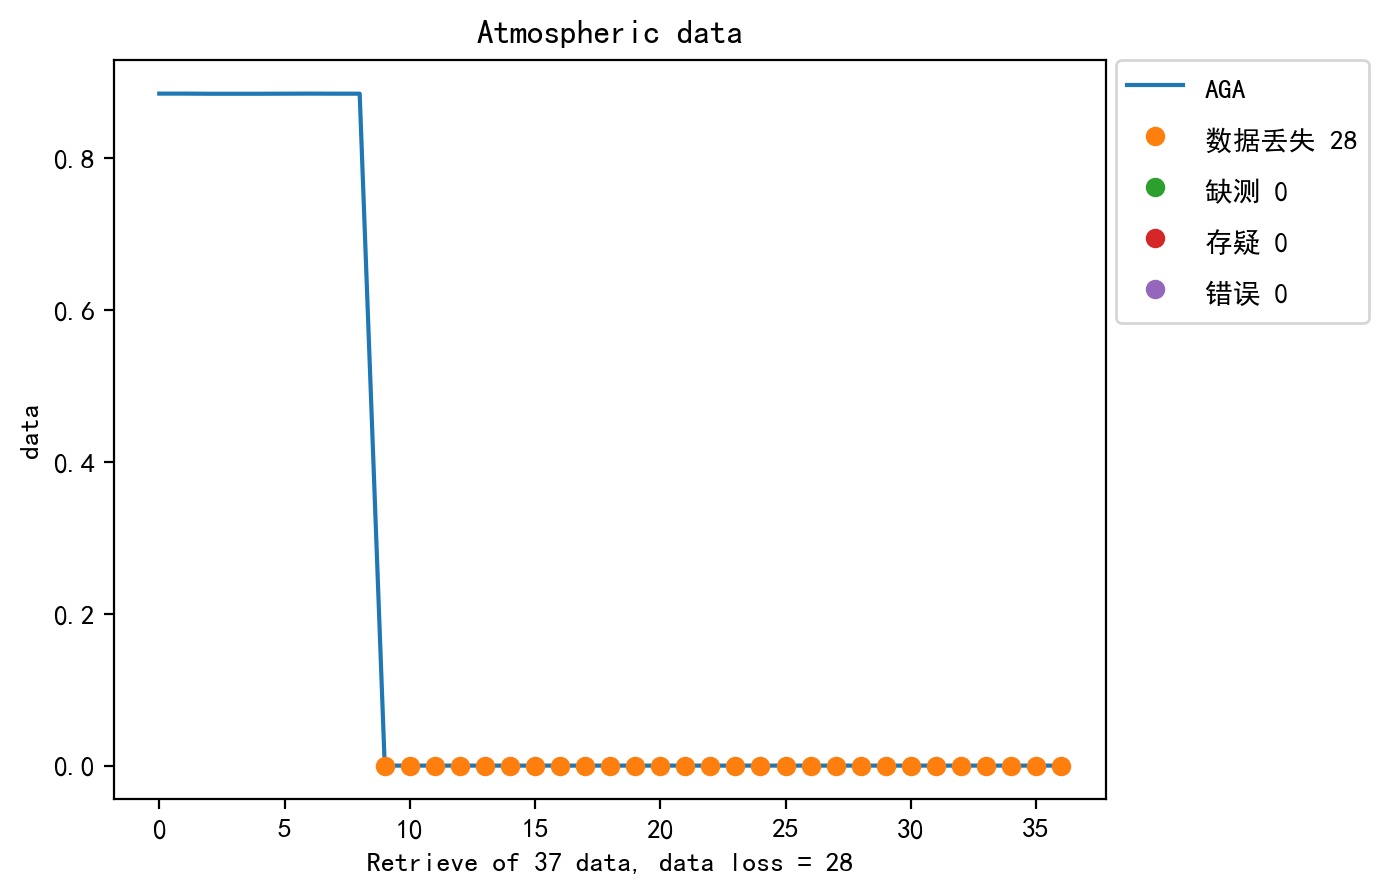 Atmospheric data
AGA
数据丢失 28
缺测 0
存疑 0
错误 0
data
0.8
0.6
0.4
0.2
0.0
0 5 10 15 20 25 30 35
Retrieve of 37 data, data loss = 28